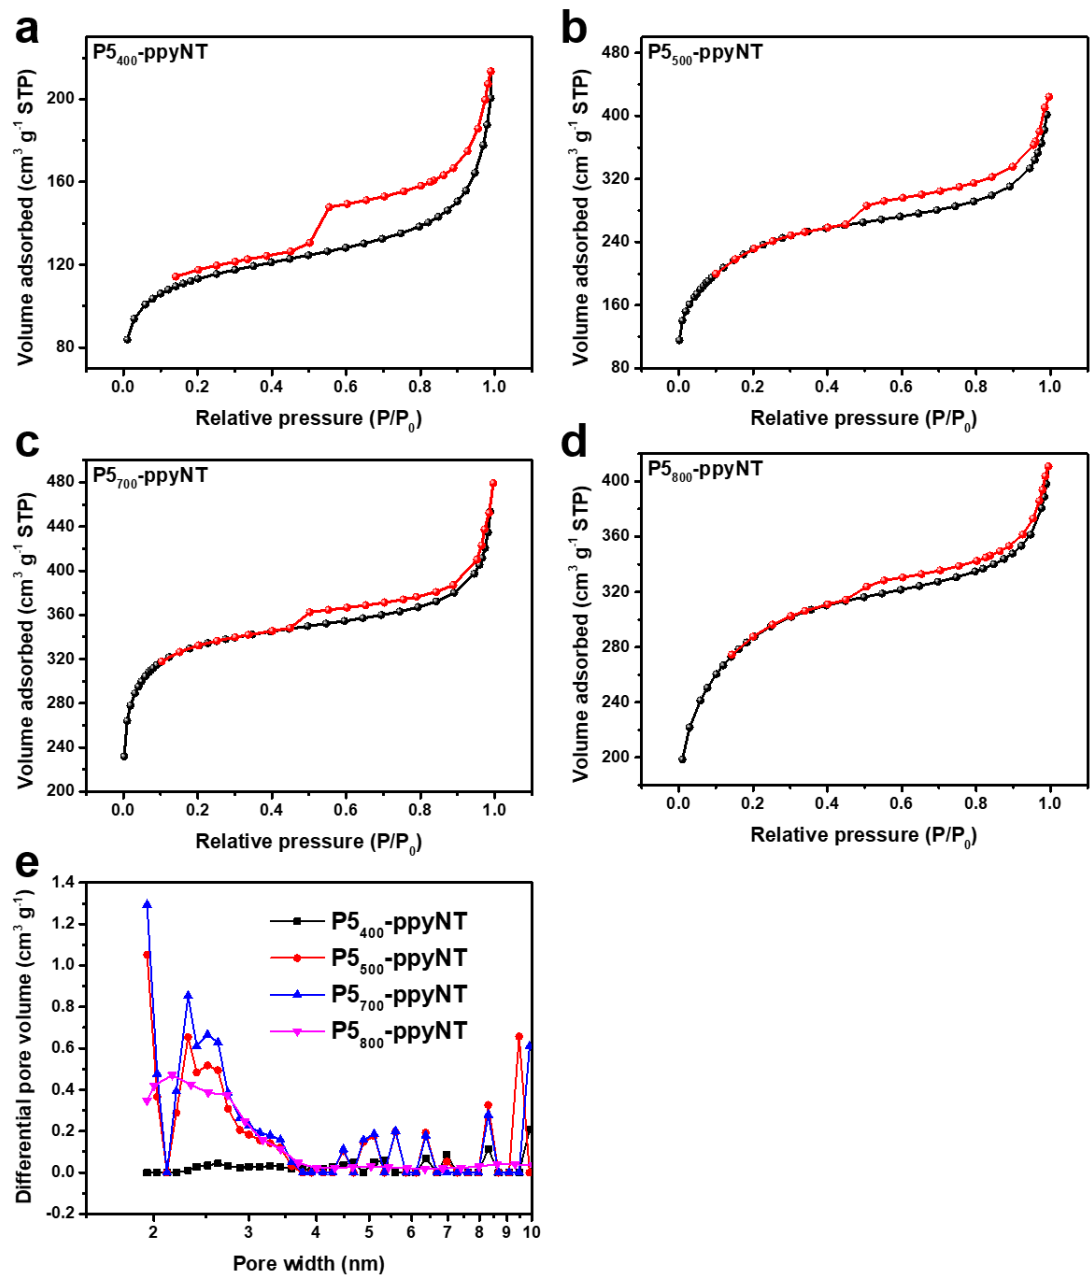 a
P5₄₀₀-ppyNT
Volume adsorbed (cm³ g⁻¹ STP)
200
160
120
80
0.0 0.2 0.4 0.6 0.8 1.0
Relative pressure (P/P₀)
b
P5₅₀₀-ppyNT
Volume adsorbed (cm³ g⁻¹ STP)
480
400
320
240
160
80
0.0 0.2 0.4 0.6 0.8 1.0
Relative pressure (P/P₀)
c
P5₇₀₀-ppyNT
Volume adsorbed (cm³ g⁻¹ STP)
480
440
400
360
320
280
240
200
0.0 0.2 0.4 0.6 0.8 1.0
Relative pressure (P/P₀)
d
P5₈₀₀-ppyNT
Volume adsorbed (cm³ g⁻¹ STP)
400
360
320
280
240
200
0.0 0.2 0.4 0.6 0.8 1.0
Relative pressure (P/P₀)
e
Differential pore volume (cm³ g⁻¹)
1.4
1.2
1.0
0.8
0.6
0.4
0.2
0.0
-0.2
P5₄₀₀-ppyNT
P5₅₀₀-ppyNT
P5₇₀₀-ppyNT
P5₈₀₀-ppyNT
2 3 4 5 6 7 8 9 10
Pore width (nm)